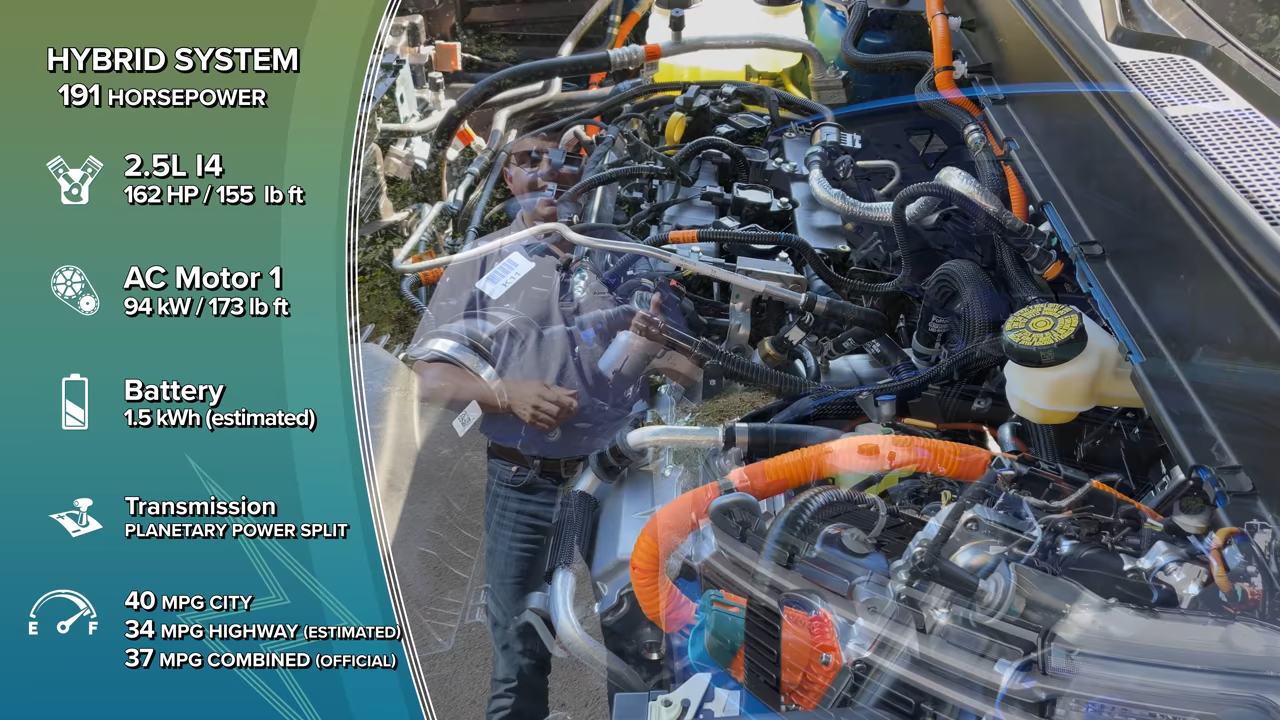 HYBRID SYSTEM
191 HORSEPOWER
2.5L I4
162 HP / 155 lb ft
AC Motor 1
94 kW / 173 lb ft
Battery
1.5 kWh (estimated)
Transmission
PLANETARY POWER SPLIT
40 MPG CITY
34 MPG HIGHWAY (ESTIMATED)
37 MPG COMBINED (OFFICIAL)
E F
K11